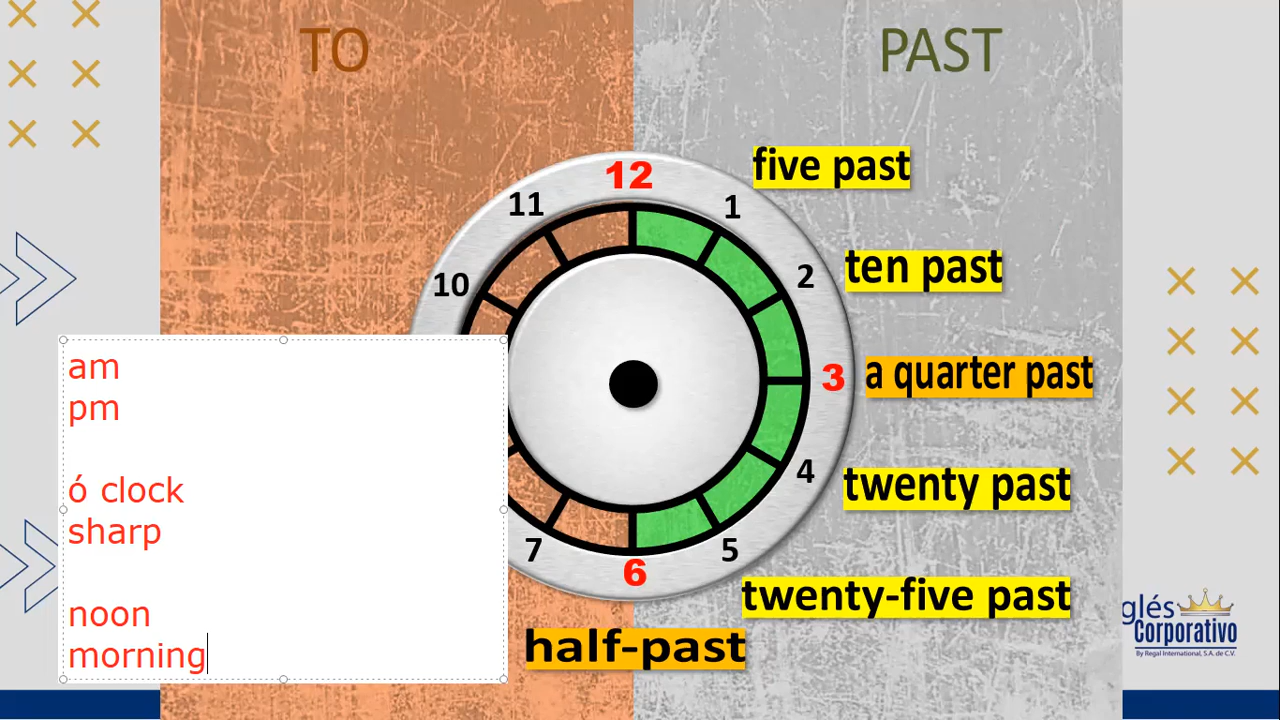 TO
PAST
five past
12
11
1
10
2
ten past
3
a quarter past
4
twenty past
7
5
6
twenty-five past
half-past
am
pm
ó clock
sharp
noon
morning
glés
Corporativo
By Regal International, S.A. de C.V.